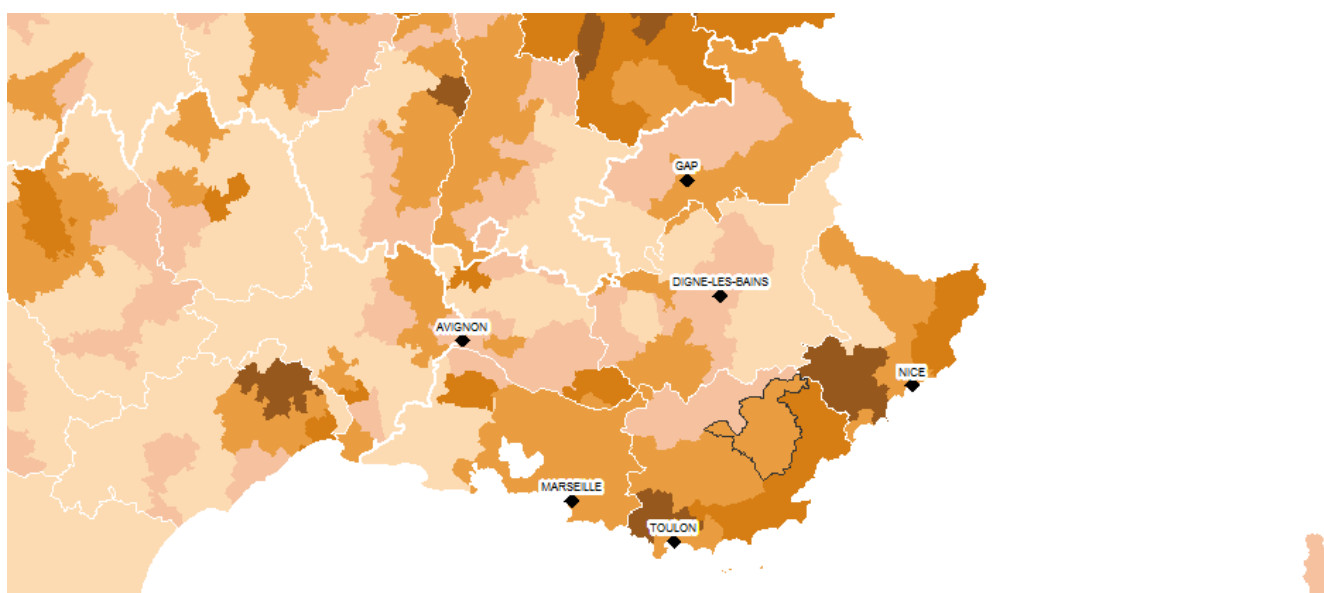 GAP
DIGNE-LES-BAINS
AVIGNON
NICE
MARSEILLE
TOULON